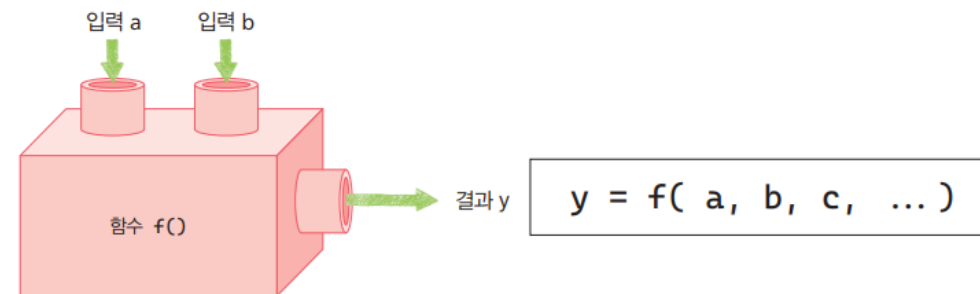 입력 a
입력 b
함수 f()
결과 y
y = f( a, b, c, ... )